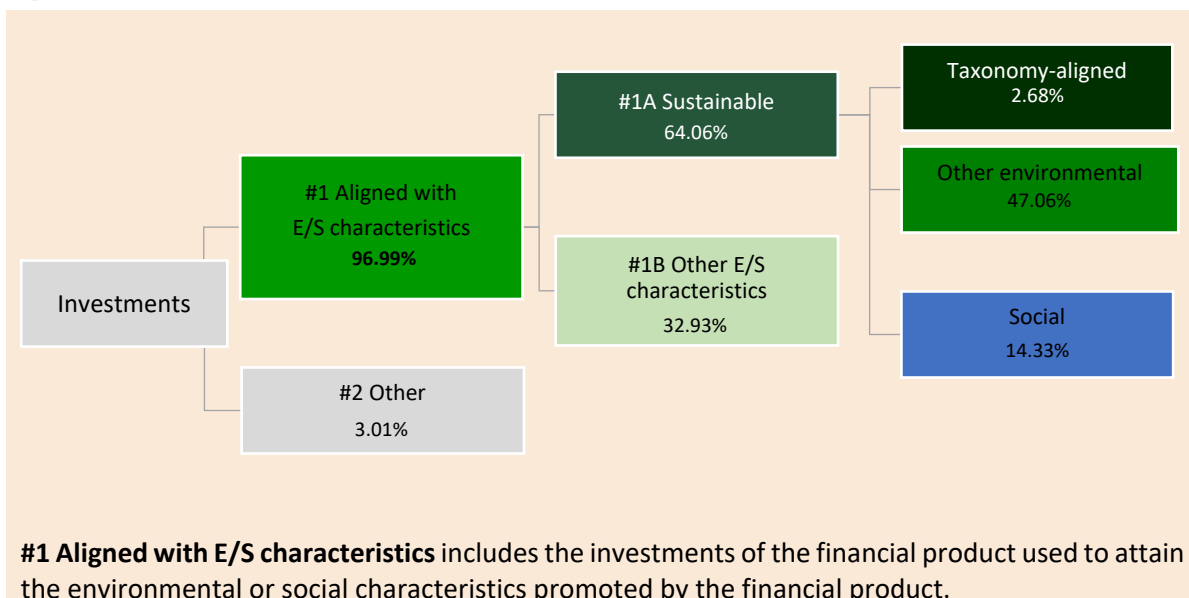 Investments
#1 Aligned with
E/S characteristics
96.99%
#2 Other
3.01%
#1A Sustainable
64.06%
#1B Other E/S
characteristics
32.93%
Taxonomy-aligned
2.68%
Other environmental
47.06%
Social
14.33%
#1 Aligned with E/S characteristics includes the investments of the financial product used to attain
the environmental or social characteristics promoted by the financial product.